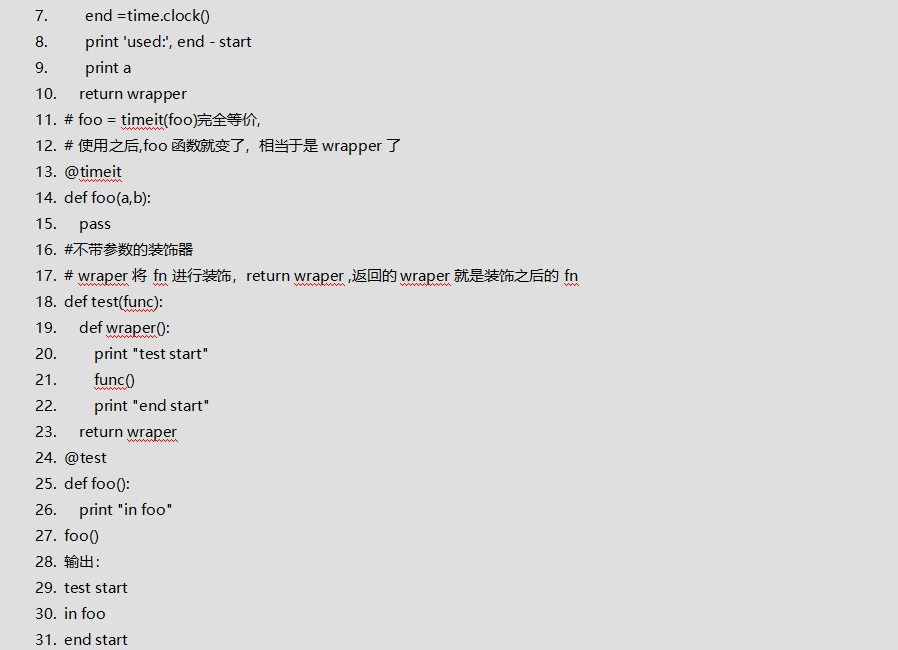 7. end =time.clock()
8. print 'used:', end - start
9. print a
10. return wrapper
11. # foo = timeit(foo)完全等价,
12. # 使用之后,foo 函数就变了，相当于是 wrapper 了
13. @timeit
14. def foo(a,b):
15. pass
16. #不带参数的装饰器
17. # wraper 将 fn 进行装饰，return wraper ,返回的 wraper 就是装饰之后的 fn
18. def test(func):
19. def wraper():
20. print "test start"
21. func()
22. print "end start"
23. return wraper
24. @test
25. def foo():
26. print "in foo"
27. foo()
28. 输出：
29. test start
30. in foo
31. end start